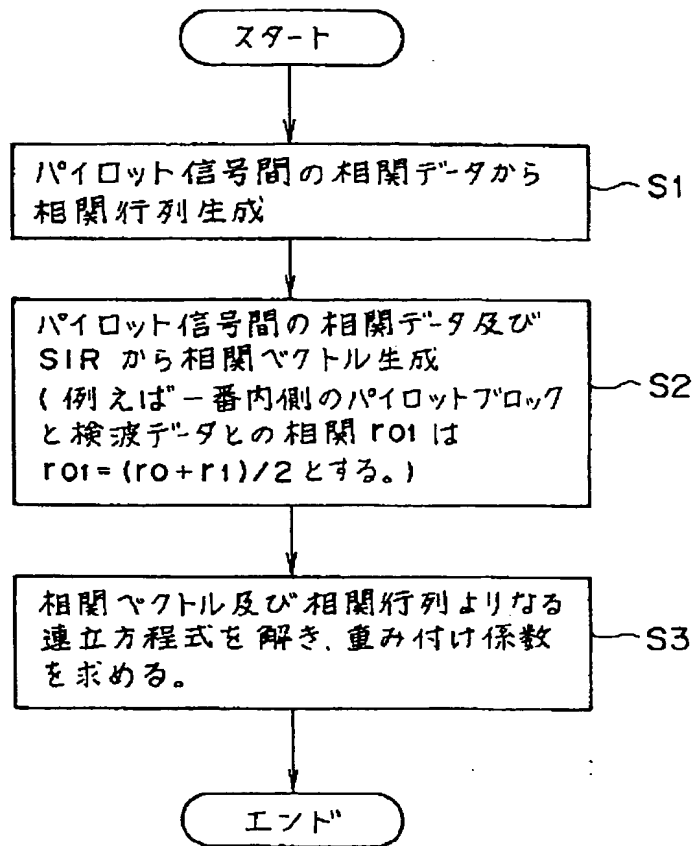 スタート
パイロット信号間の相関データから
相関行列生成
S1
パイロット信号間の相関データ及び
SIR から相関ベクトル生成
(例えば一番内側のパイロットブロック
と検波データとの相関 r01 は
r01=(r0+r1)/2 とする。)
S2
相関ベクトル及び相関行列よりなる
連立方程式を解き、重み付け係数
を求める。
S3
エンド